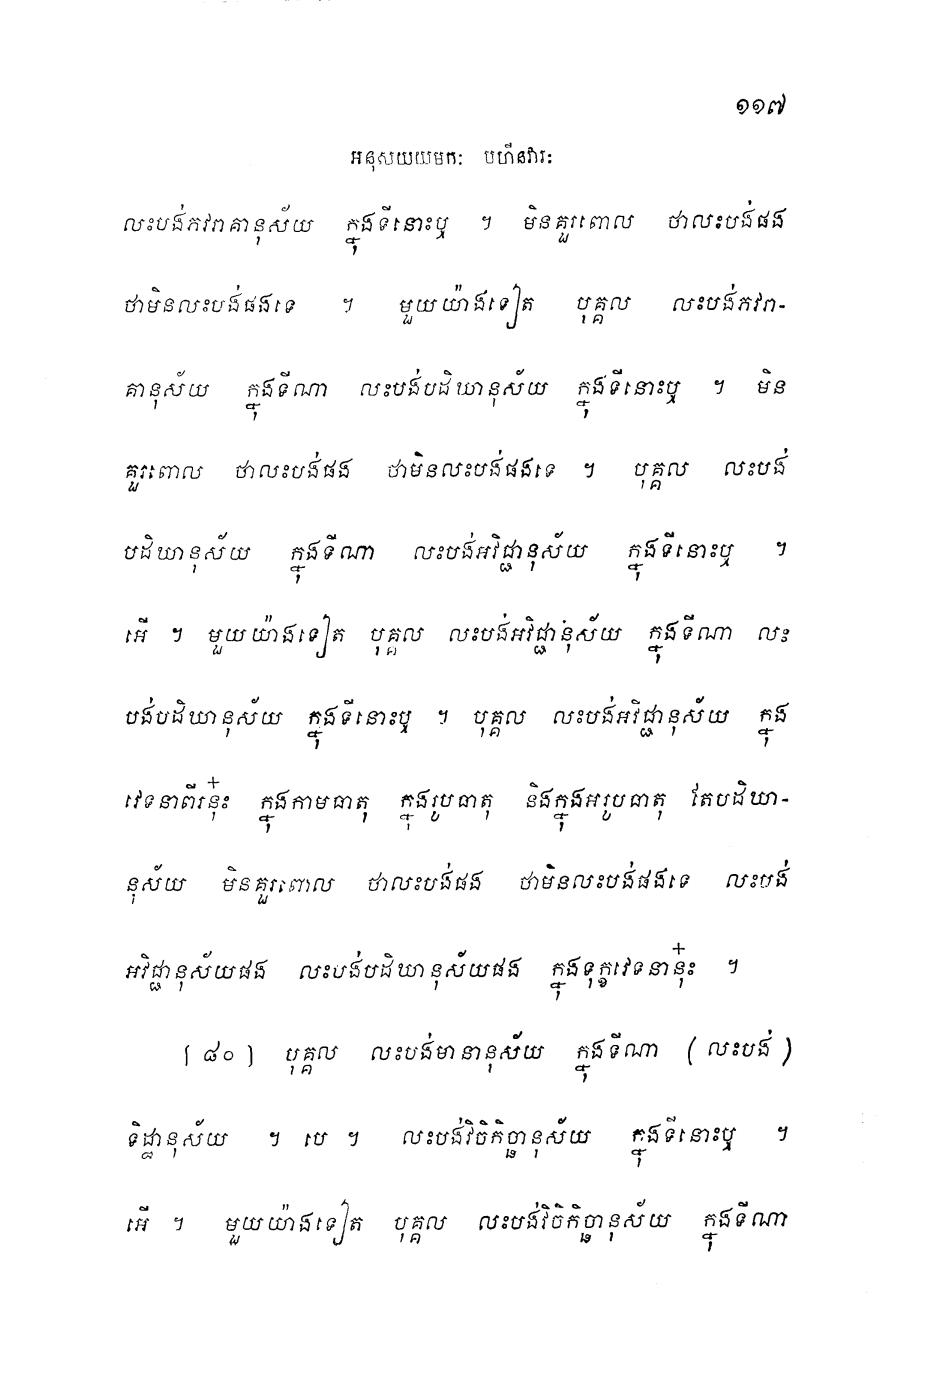 ១១៧
អនុសយយមកៈ បហីនវារៈ
លះបង់ភវរាគានុស័យ ក្នុងទីនោះឬ ។ មិនគួរពោល ថាលះបង់ផង
ថាមិនលះបង់ផងទេ ។ មួយយ៉ាងទៀត បុគ្គល លះបង់ភវរា-
គានុស័យ ក្នុងទីណា លះបង់បដិឃានុស័យ ក្នុងទីនោះឬ ។ មិន
គួរពោល ថាលះបង់ផង ថាមិនលះបង់ផងទេ ។ បុគ្គល លះបង់
បដិឃានុស័យ ក្នុងទីណា លះបង់អវិជ្ជានុស័យ ក្នុងទីនោះឬ ។
អើ ។ មួយយ៉ាងទៀត បុគ្គល លះបង់អវិជ្ជានុស័យ ក្នុងទីណា លះ
បង់បដិឃានុស័យ ក្នុងទីនោះឬ ។ បុគ្គល លះបង់អវិជ្ជានុស័យ ក្នុង
វេទនាពីរនុ៎ះ ក្នុងកាមធាតុ ក្នុងរូបធាតុ និងក្នុងអរូបធាតុ តែបដិឃា-
នុស័យ មិនគួរពោល ថាលះបង់ផង ថាមិនលះបង់ផងទេ លះបង់
អវិជ្ជានុស័យផង លះបង់បដិឃានុស័យផង ក្នុងទុក្ខវេទនានុ៎ះ ។
[ ៨០ ] បុគ្គល លះបង់មានានុស័យ ក្នុងទីណា ( លះបង់ )
ទិដ្ឋានុស័យ ។ បេ ។ លះបង់វិចិកិច្ឆានុស័យ ក្នុងទីនោះឬ ។
អើ ។ មួយយ៉ាងទៀត បុគ្គល លះបង់វិចិកិច្ឆានុស័យ ក្នុងទីណា